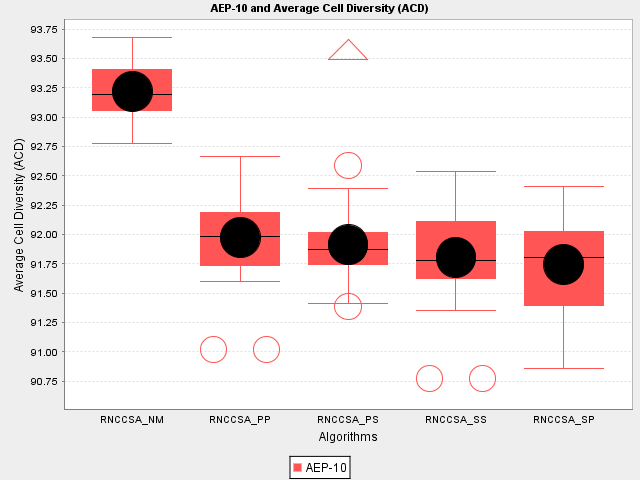 AEP-10 and Average Cell Diversity (ACD)
Average Cell Diversity (ACD)
93.75
93.50
93.25
93.00
92.75
92.50
92.25
92.00
91.75
91.50
91.25
91.00
90.75
RNCCSA_NM RNCCSA_PP RNCCSA_PS RNCCSA_SS RNCCSA_SP
Algorithms
AEP-10